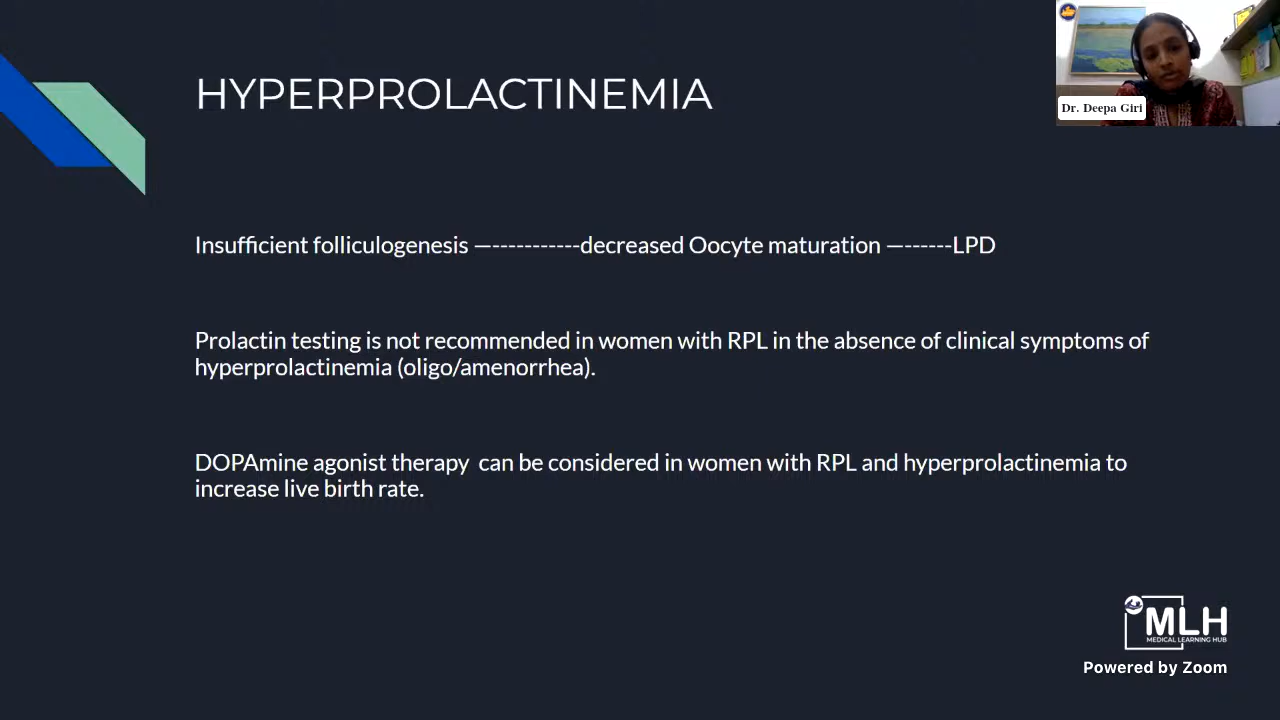 HYPERPROLACTINEMIA
Dr. Deepa Giri
Insufficient folliculogenesis —------------decreased Oocyte maturation —------LPD
Prolactin testing is not recommended in women with RPL in the absence of clinical symptoms of
hyperprolactinemia (oligo/amenorrhea).
DOPAmine agonist therapy  can be considered in women with RPL and hyperprolactinemia to
increase live birth rate.
MLH
MEDICAL LEARNING HUB
Powered by Zoom